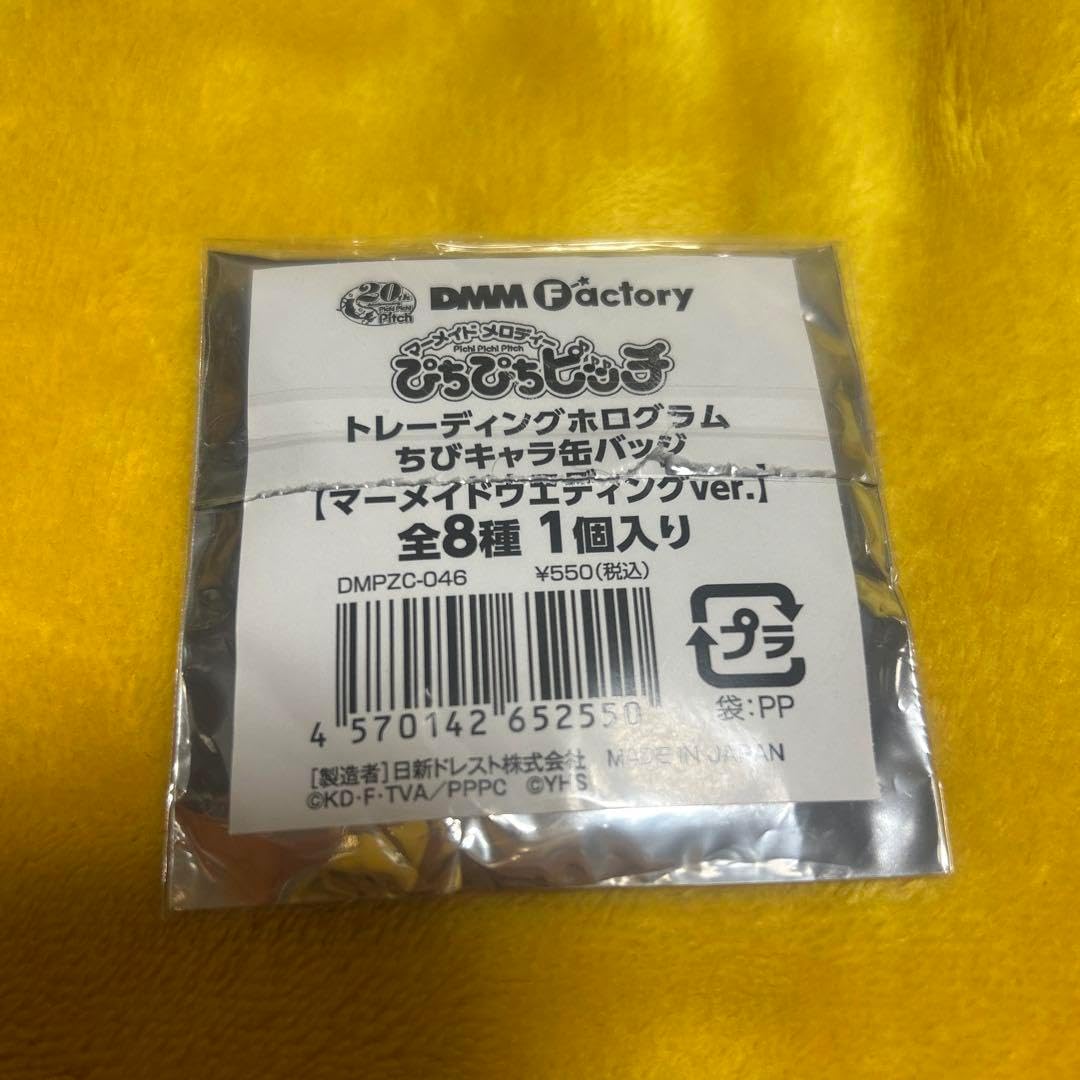 20th
Pichi Pichi
Pitch
DMM Factory
マーメイド メロディー
Pichi Pichi Pitch
ぴちぴちピッチ
トレーディングホログラム
ちびキャラ缶バッジ
【マーメイドウエディングver.】
全8種 1個入り
DMPZC-046 ¥550(税込)
プラ
袋:PP
4 570142 652550
[製造者]日新ドレスト株式会社 MADE IN JAPAN
©KD・F・TVA/PPPC ©YHS